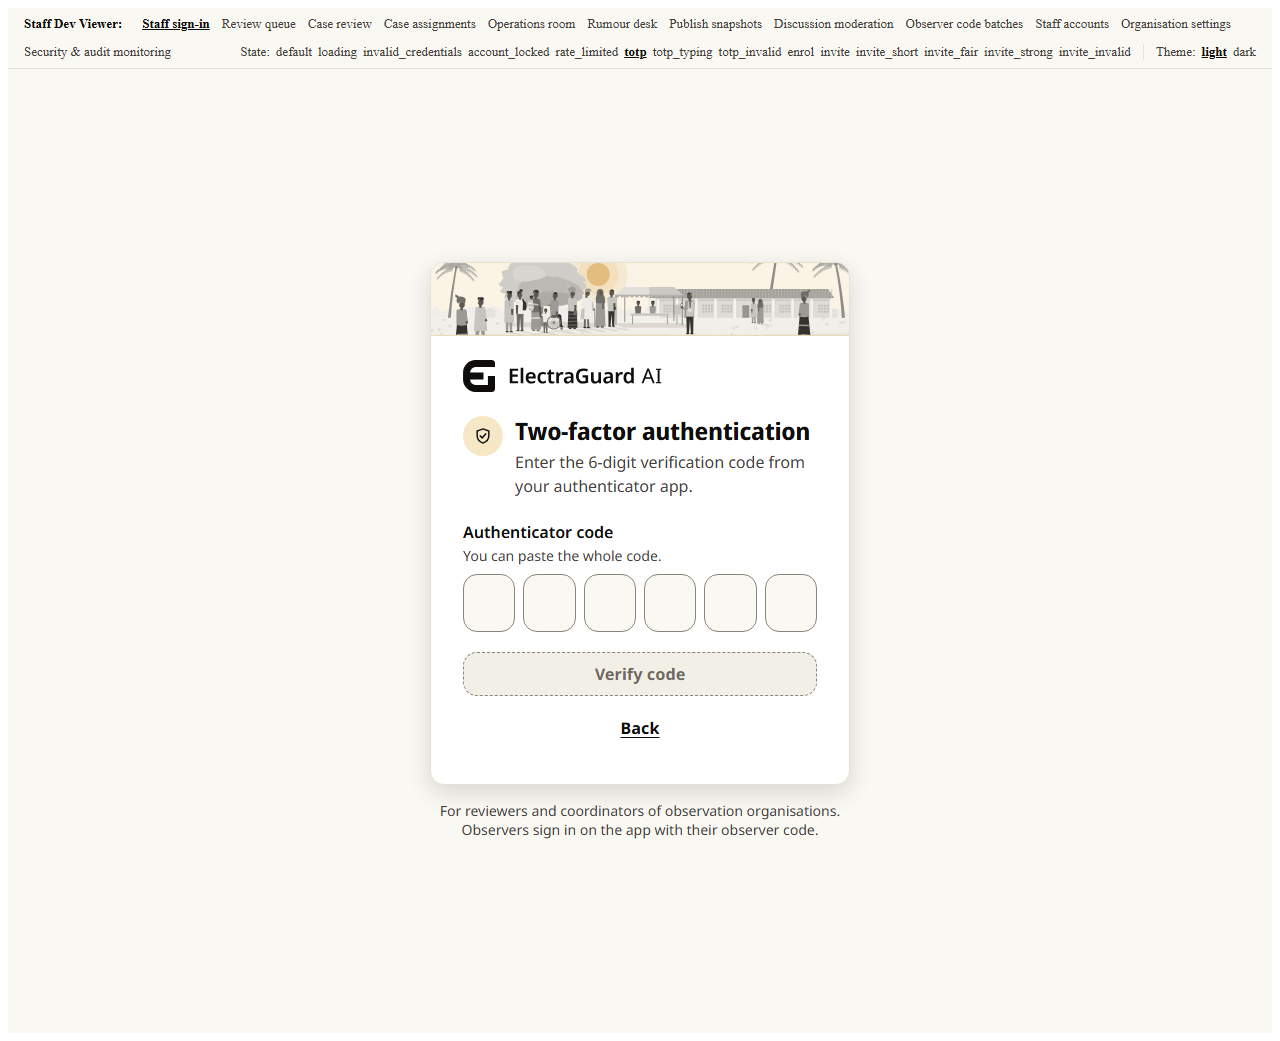 Staff Dev Viewer: Staff sign-in Review queue Case review Case assignments Operations room Rumour desk Publish snapshots Discussion moderation Observer code batches Staff accounts Organisation settings
Security & audit monitoring State: default loading invalid_credentials account_locked rate_limited totp totp_typing totp_invalid enrol invite invite_short invite_fair invite_strong invite_invalid Theme: light dark
ElectraGuard AI
Two-factor authentication
Enter the 6-digit verification code from
your authenticator app.
Authenticator code
You can paste the whole code.
Verify code
Back
For reviewers and coordinators of observation organisations.
Observers sign in on the app with their observer code.